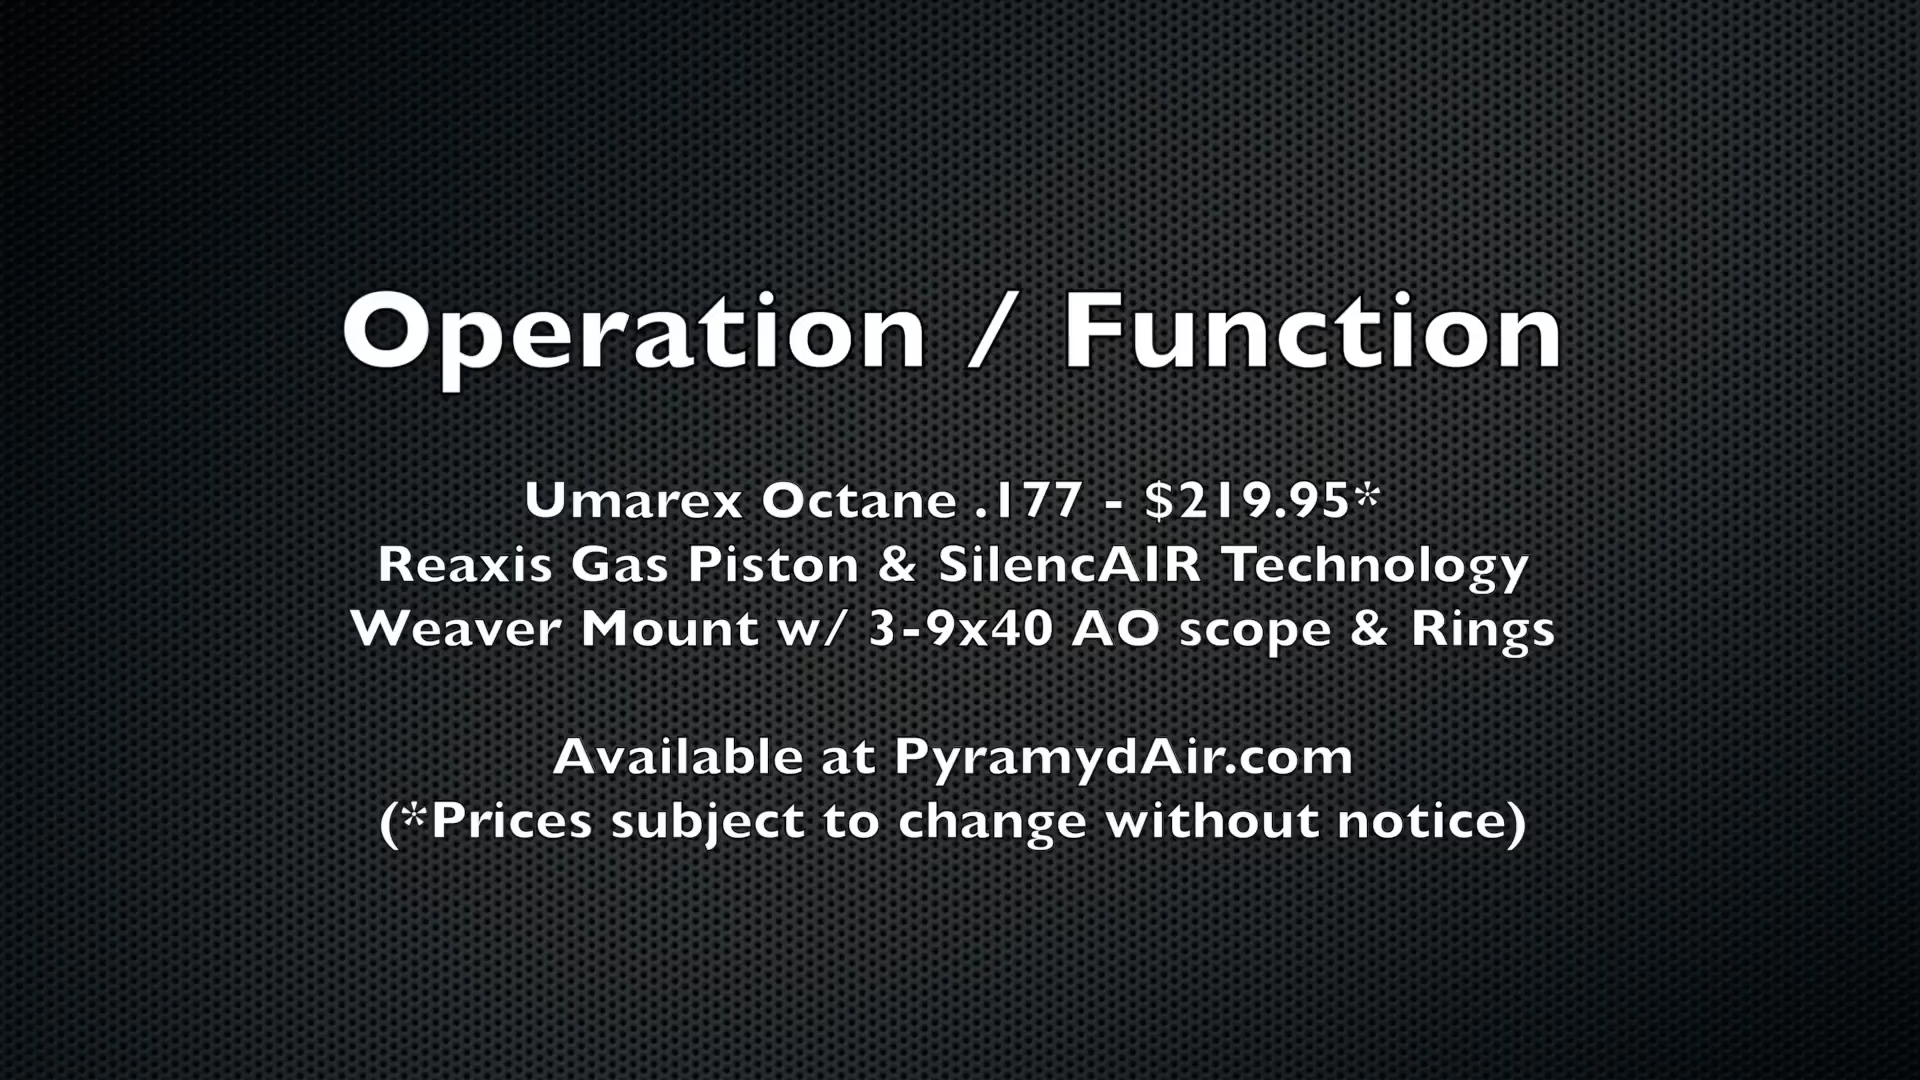 Operation / Function
Umarex Octane .177 - $219.95*
Reaxis Gas Piston & SilencAIR Technology
Weaver Mount w/ 3-9x40 AO scope & Rings
Available at PyramydAir.com
(*Prices subject to change without notice)